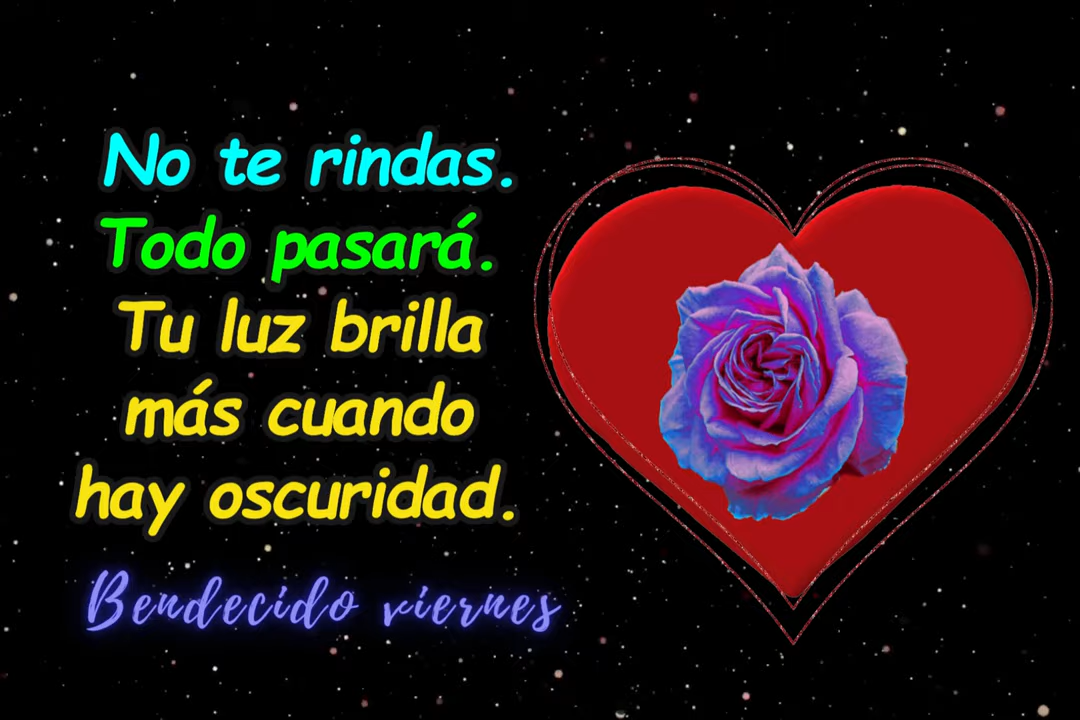 No te rindas.
Todo pasará.
Tu luz brilla
más cuando
hay oscuridad.
Bendecido viernes